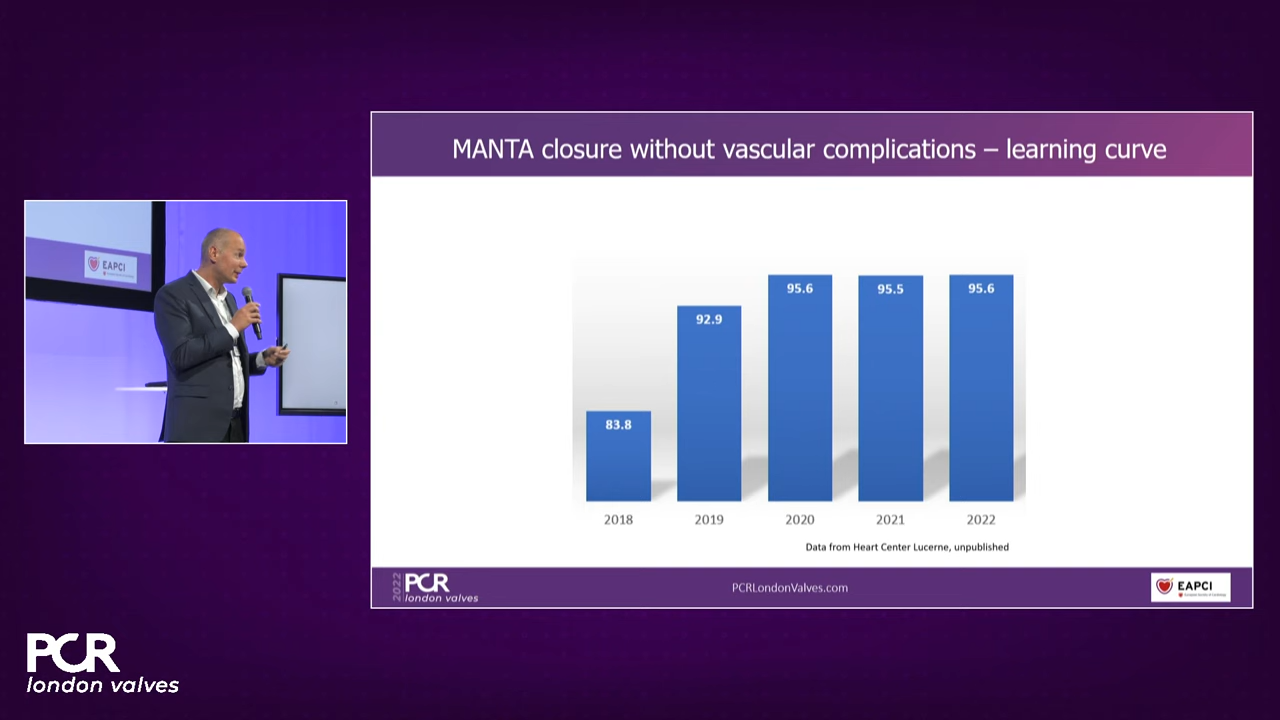 MANTA closure without vascular complications – learning curve
83.8
92.9
95.6
95.5
95.6
2018
2019
2020
2021
2022
Data from Heart Center Lucerne, unpublished
2022
PCR
london valves
PCRLondonValves.com
EAPCI
EAPCI
PCR
london valves